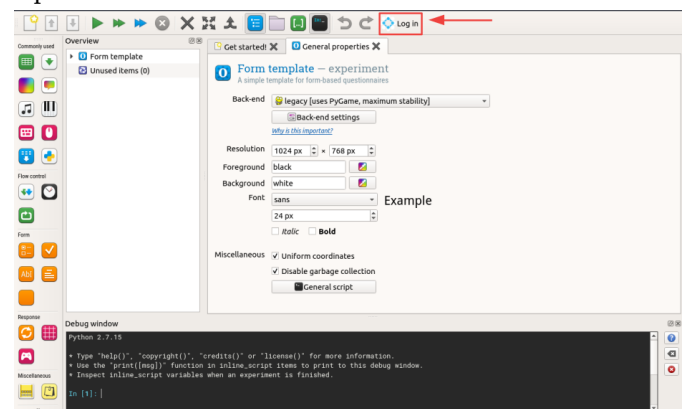 Log in
Commonly used
Overview
Form template
Unused items (0)
Get started!
General properties
Form template — experiment
A simple template for form-based questionnaires
Back-end
legacy [uses PyGame, maximum stability]
Back-end settings
Why is this important?
Resolution
1024 px × 768 px
Foreground
black
Background
white
Font
sans
Example
24 px
Italic Bold
Miscellaneous
Uniform coordinates
Disable garbage collection
General script
Flow control
Form
Ab|
Response
Miscellaneous
Debug window
Python 2.7.15
* Type "help()", "copyright()", "credits()" or "license()" for more information.
* Use the "print([msg])" function in inline_script items to print to this debug window.
* Inspect inline_script variables when an experiment is finished.
In [1]: